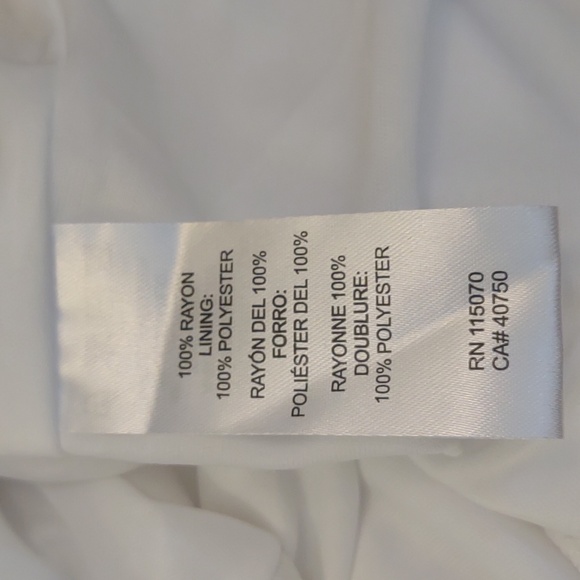 100% RAYON
LINING:
100% POLYESTER
RAYÓN DEL 100%
FORRO:
POLIÉSTER DEL 100%
RAYONNE 100%
DOUBLURE:
100% POLYESTER
RN 115070
CA# 40750